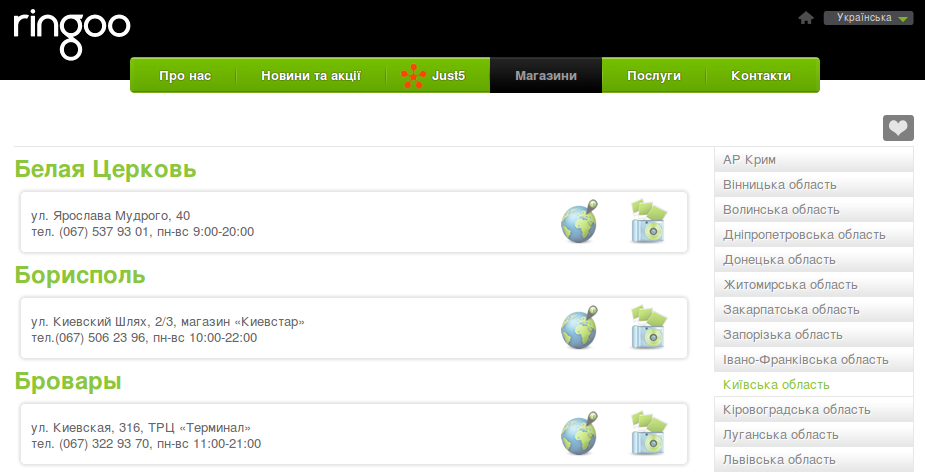 ringoo
Українська
Про нас
Новини та акції
Just5
Магазини
Послуги
Контакти
Белая Церковь
ул. Ярослава Мудрого, 40
тел. (067) 537 93 01, пн-вс 9:00-20:00
Борисполь
ул. Киевский Шлях, 2/3, магазин «Киевстар»
тел.(067) 506 23 96, пн-вс 10:00-22:00
Бровары
ул. Киевская, 316, ТРЦ «Терминал»
тел. (067) 322 93 70, пн-вс 11:00-21:00
АР Крим
Вінницька область
Волинська область
Дніпропетровська область
Донецька область
Житомирська область
Закарпатська область
Запорізька область
Івано-Франківська область
Київська область
Кіровоградська область
Луганська область
Львівська область